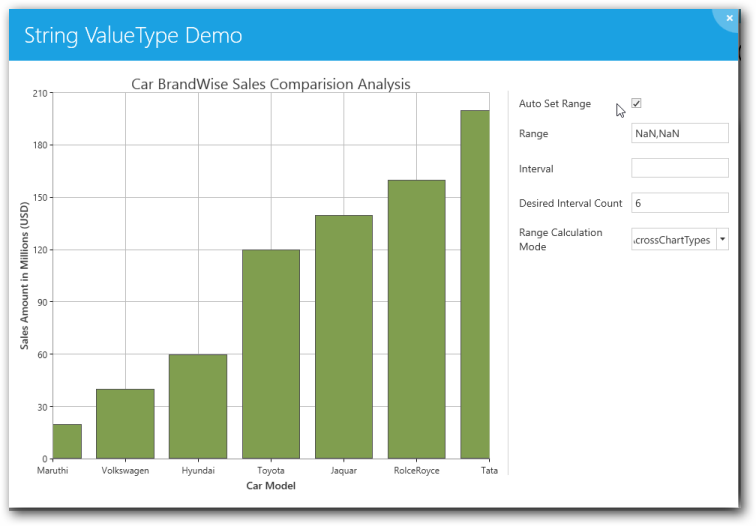 String ValueType Demo
Car BrandWise Sales Comparision Analysis
210
180
150
120
90
60
30
0
Sales Amount in Millions (USD)
Maruthi Volkswagen Hyundai Toyota Jaquar RolceRoyce Tata
Car Model
Auto Set Range
Range NaN,NaN
Interval
Desired Interval Count 6
Range Calculation
Mode
crossChartTypes